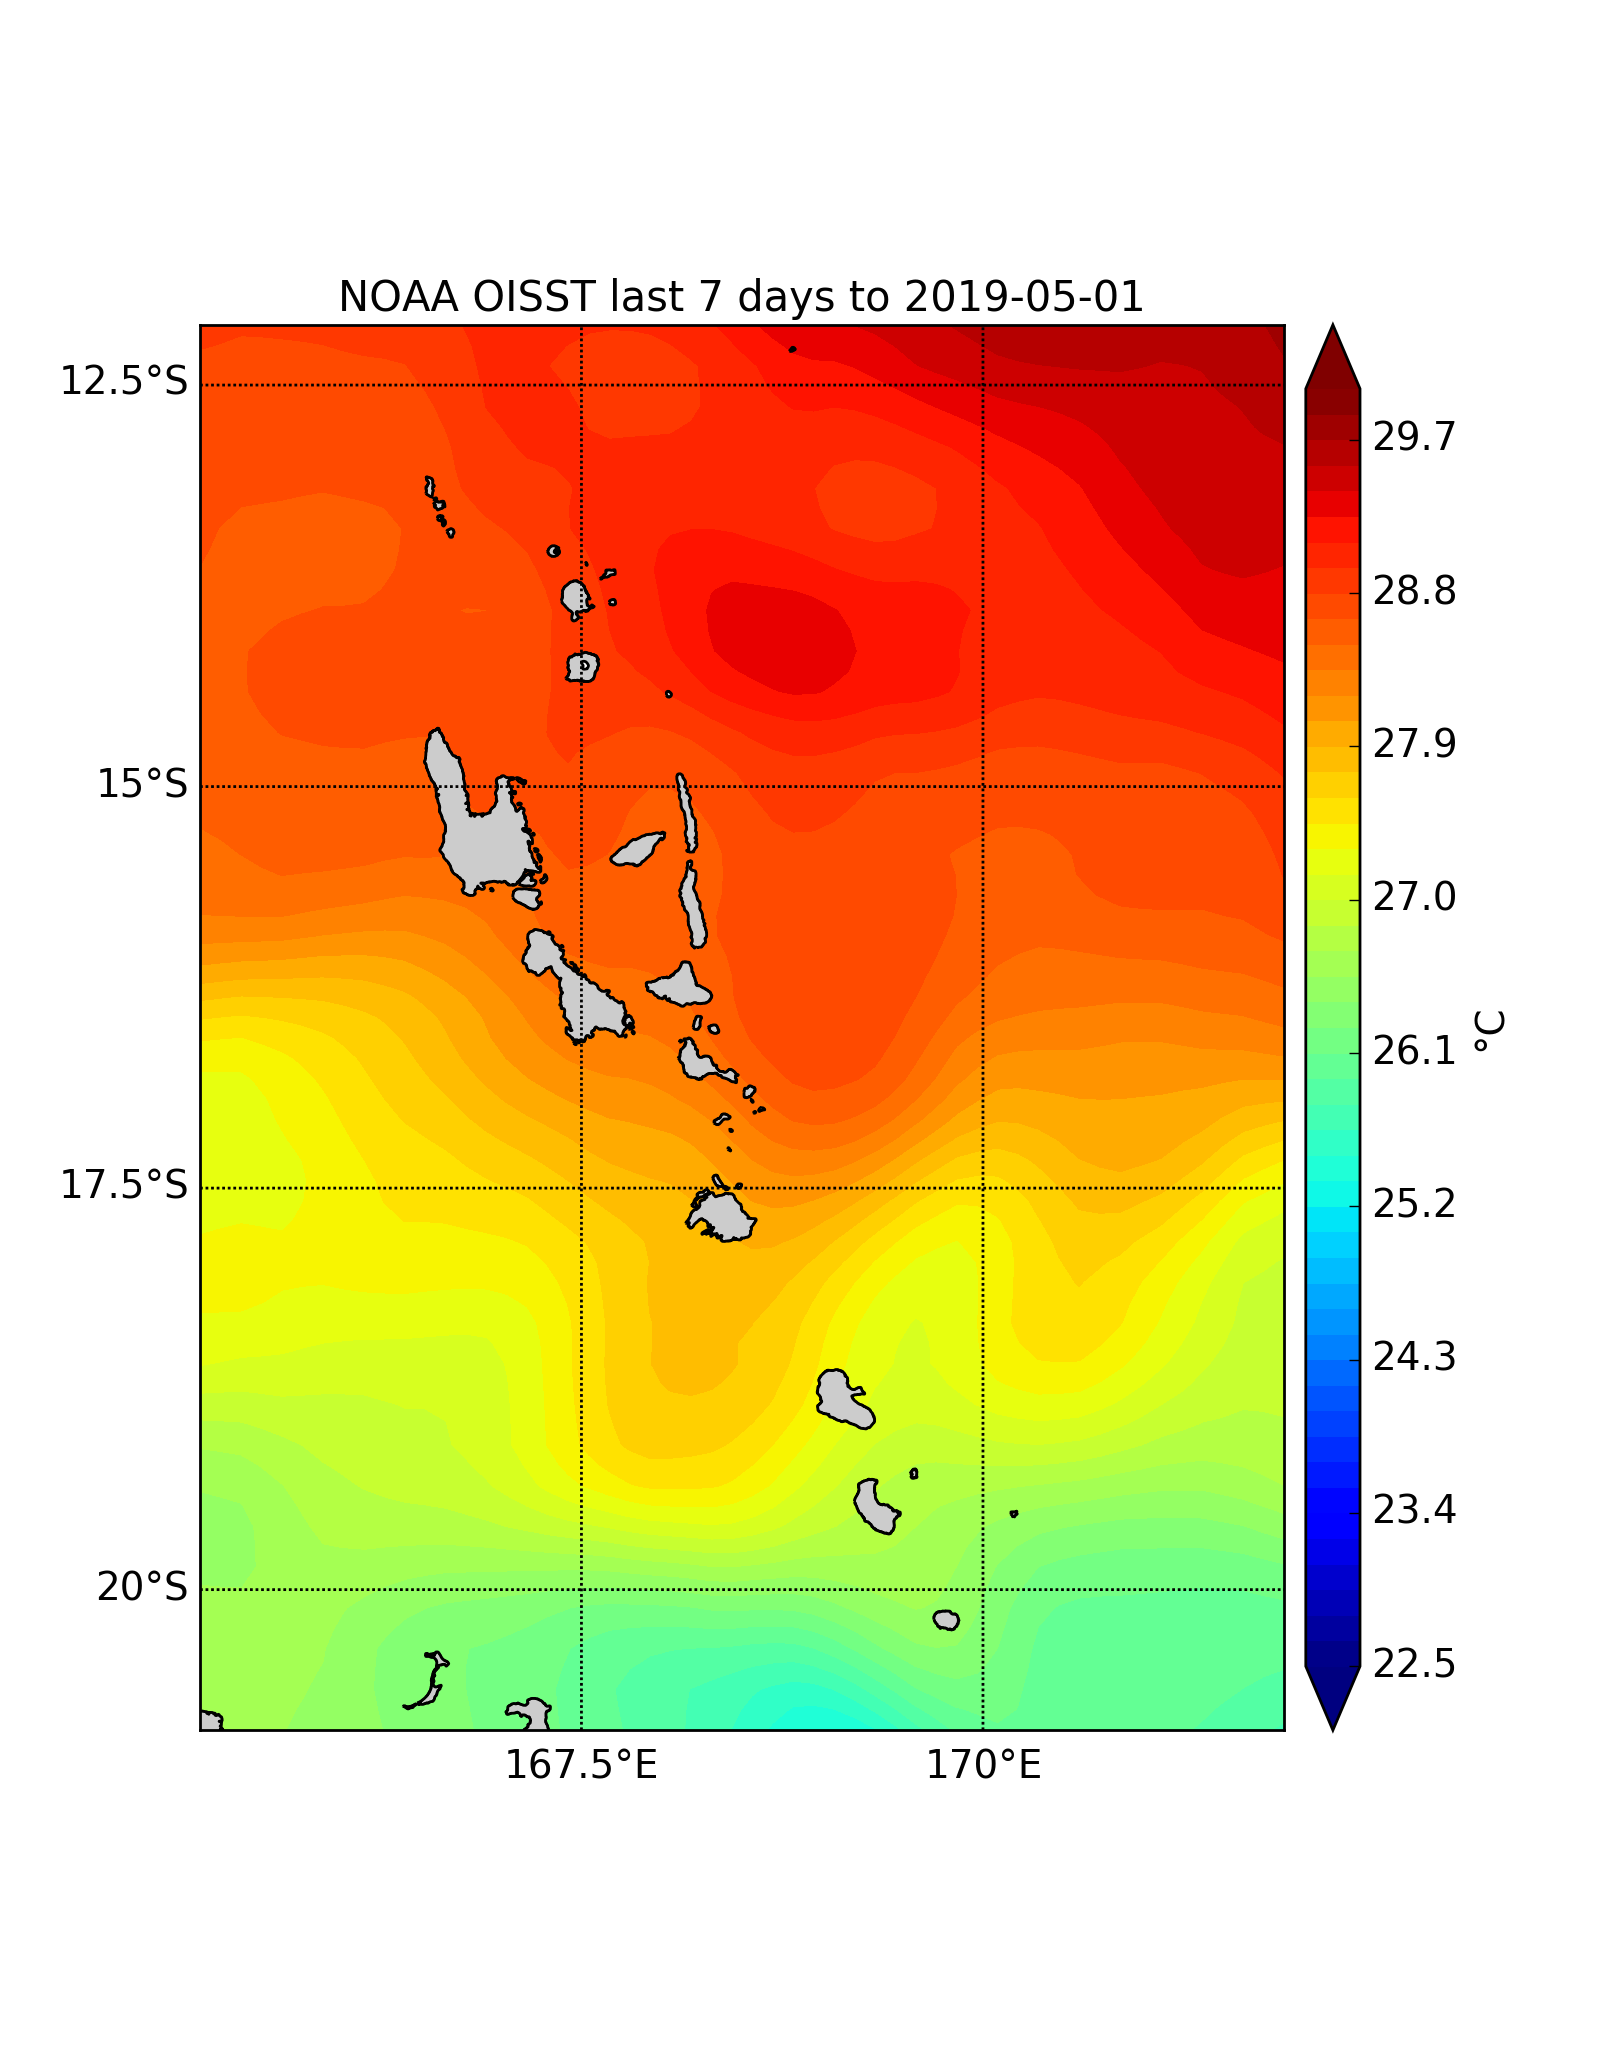 NOAA OISST last 7 days to 2019-05-01
12.5°S
15°S
17.5°S
20°S
167.5°E
170°E
29.7
28.8
27.9
27.0
26.1
25.2
24.3
23.4
22.5
°C